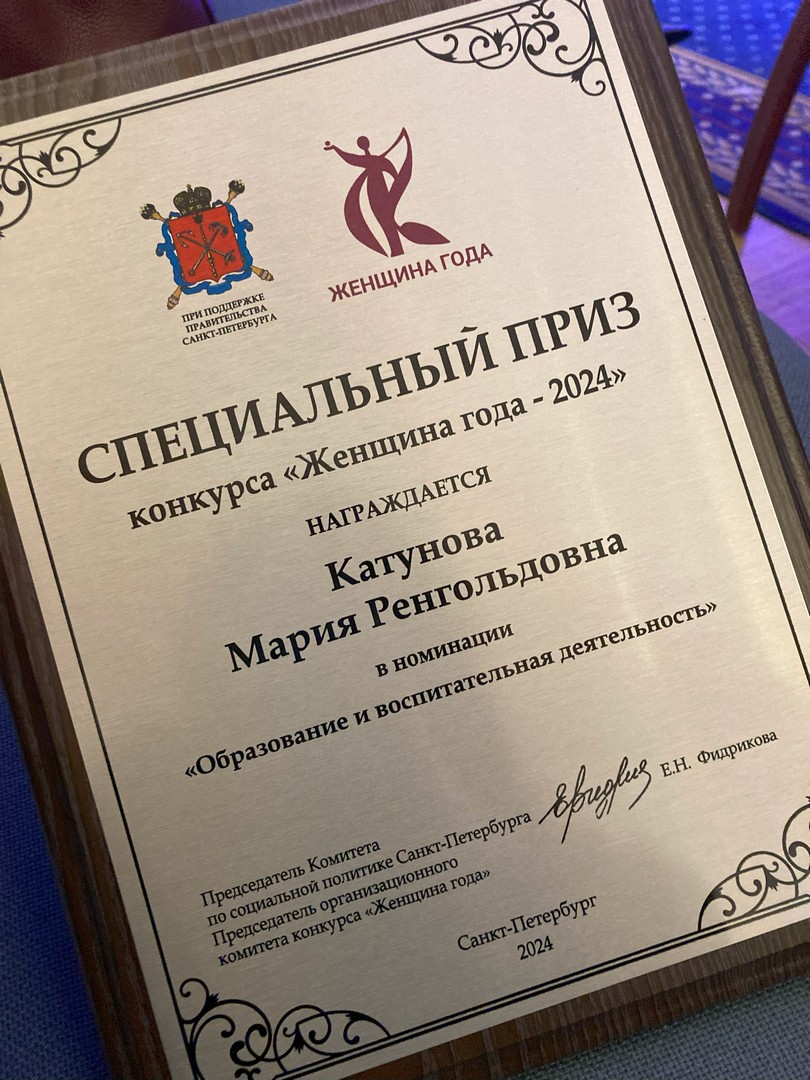 ПРИ ПОДДЕРЖКЕ
ПРАВИТЕЛЬСТВА
САНКТ-ПЕТЕРБУРГА
ЖЕНЩИНА ГОДА
СПЕЦИАЛЬНЫЙ ПРИЗ
конкурса «Женщина года - 2024»
НАГРАЖДАЕТСЯ
Катунова
Мария Ренгольдовна
в номинации
«Образование и воспитательная деятельность»
Председатель Комитета
по социальной политике Санкт-Петербурга
Председатель организационного
комитета конкурса «Женщина года»
Е.Н. Фидрикова
Санкт-Петербург
2024